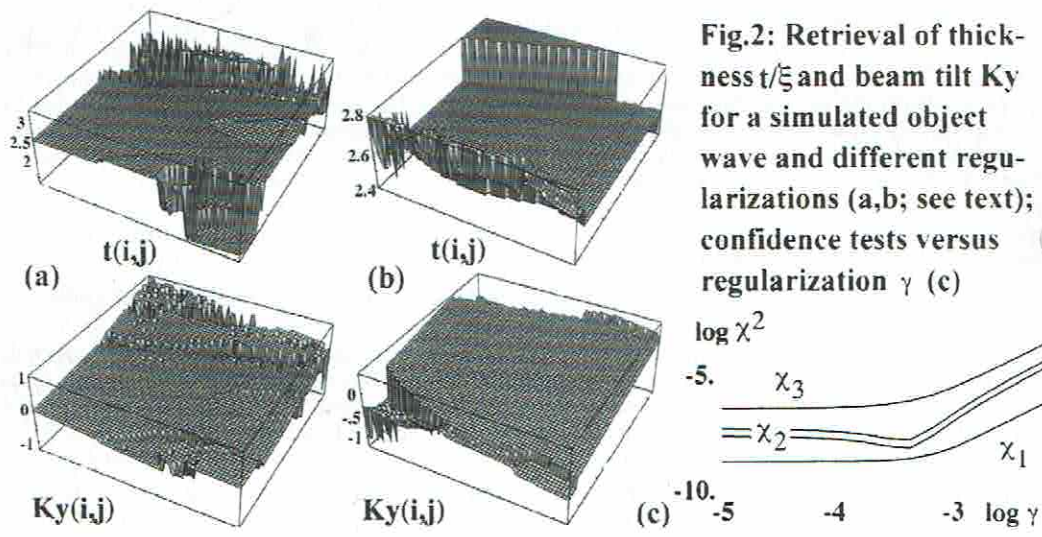 Fig.2: Retrieval of thick-
ness t/ξ and beam tilt Ky
for a simulated object
wave and different regu-
larizations (a,b; see text);
confidence tests versus
regularization γ (c)
3
2.5
2
t(i,j)
(a)
2.8
2.6
2.4
t(i,j)
(b)
1
0
-1
Ky(i,j)
0
-.5
-1
Ky(i,j)
(c)
log χ²
-5.
χ3
χ2
χ1
-10.
-5 -4 -3 log γ